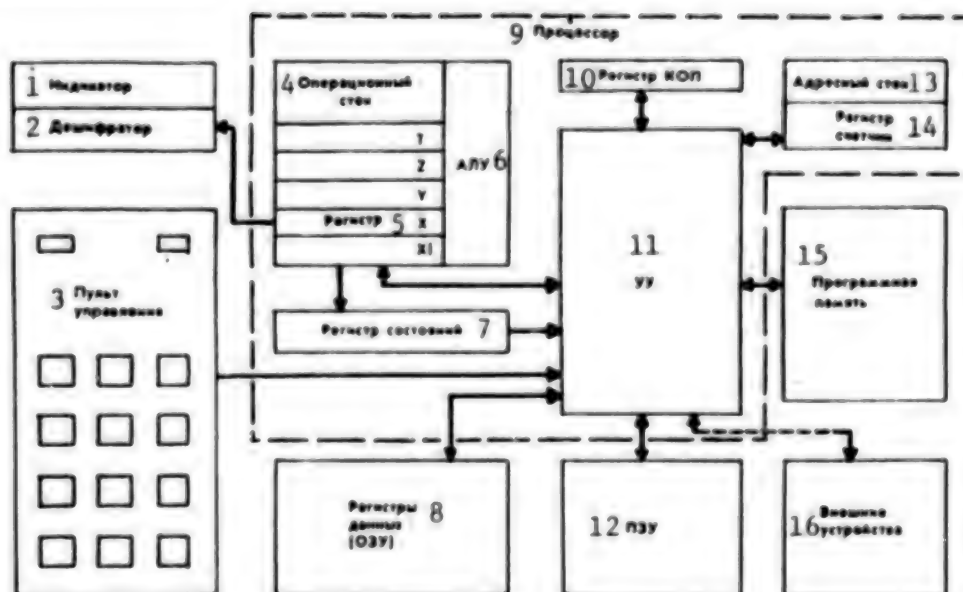 9 Процессор
1 Индикатор
2 Дешифратор
3 Пульт
управления
4 Операционный
стек
T
Z
Y
Регистр 5 X
X1
АЛУ 6
Регистр состояний 7
Регистры
данных 8
(ОЗУ)
10 Регистр КОП
11
УУ
12 ПЗУ
Адресный стек 13
Регистр
счетчик 14
15
Программная
память
16 Внешние
устройства